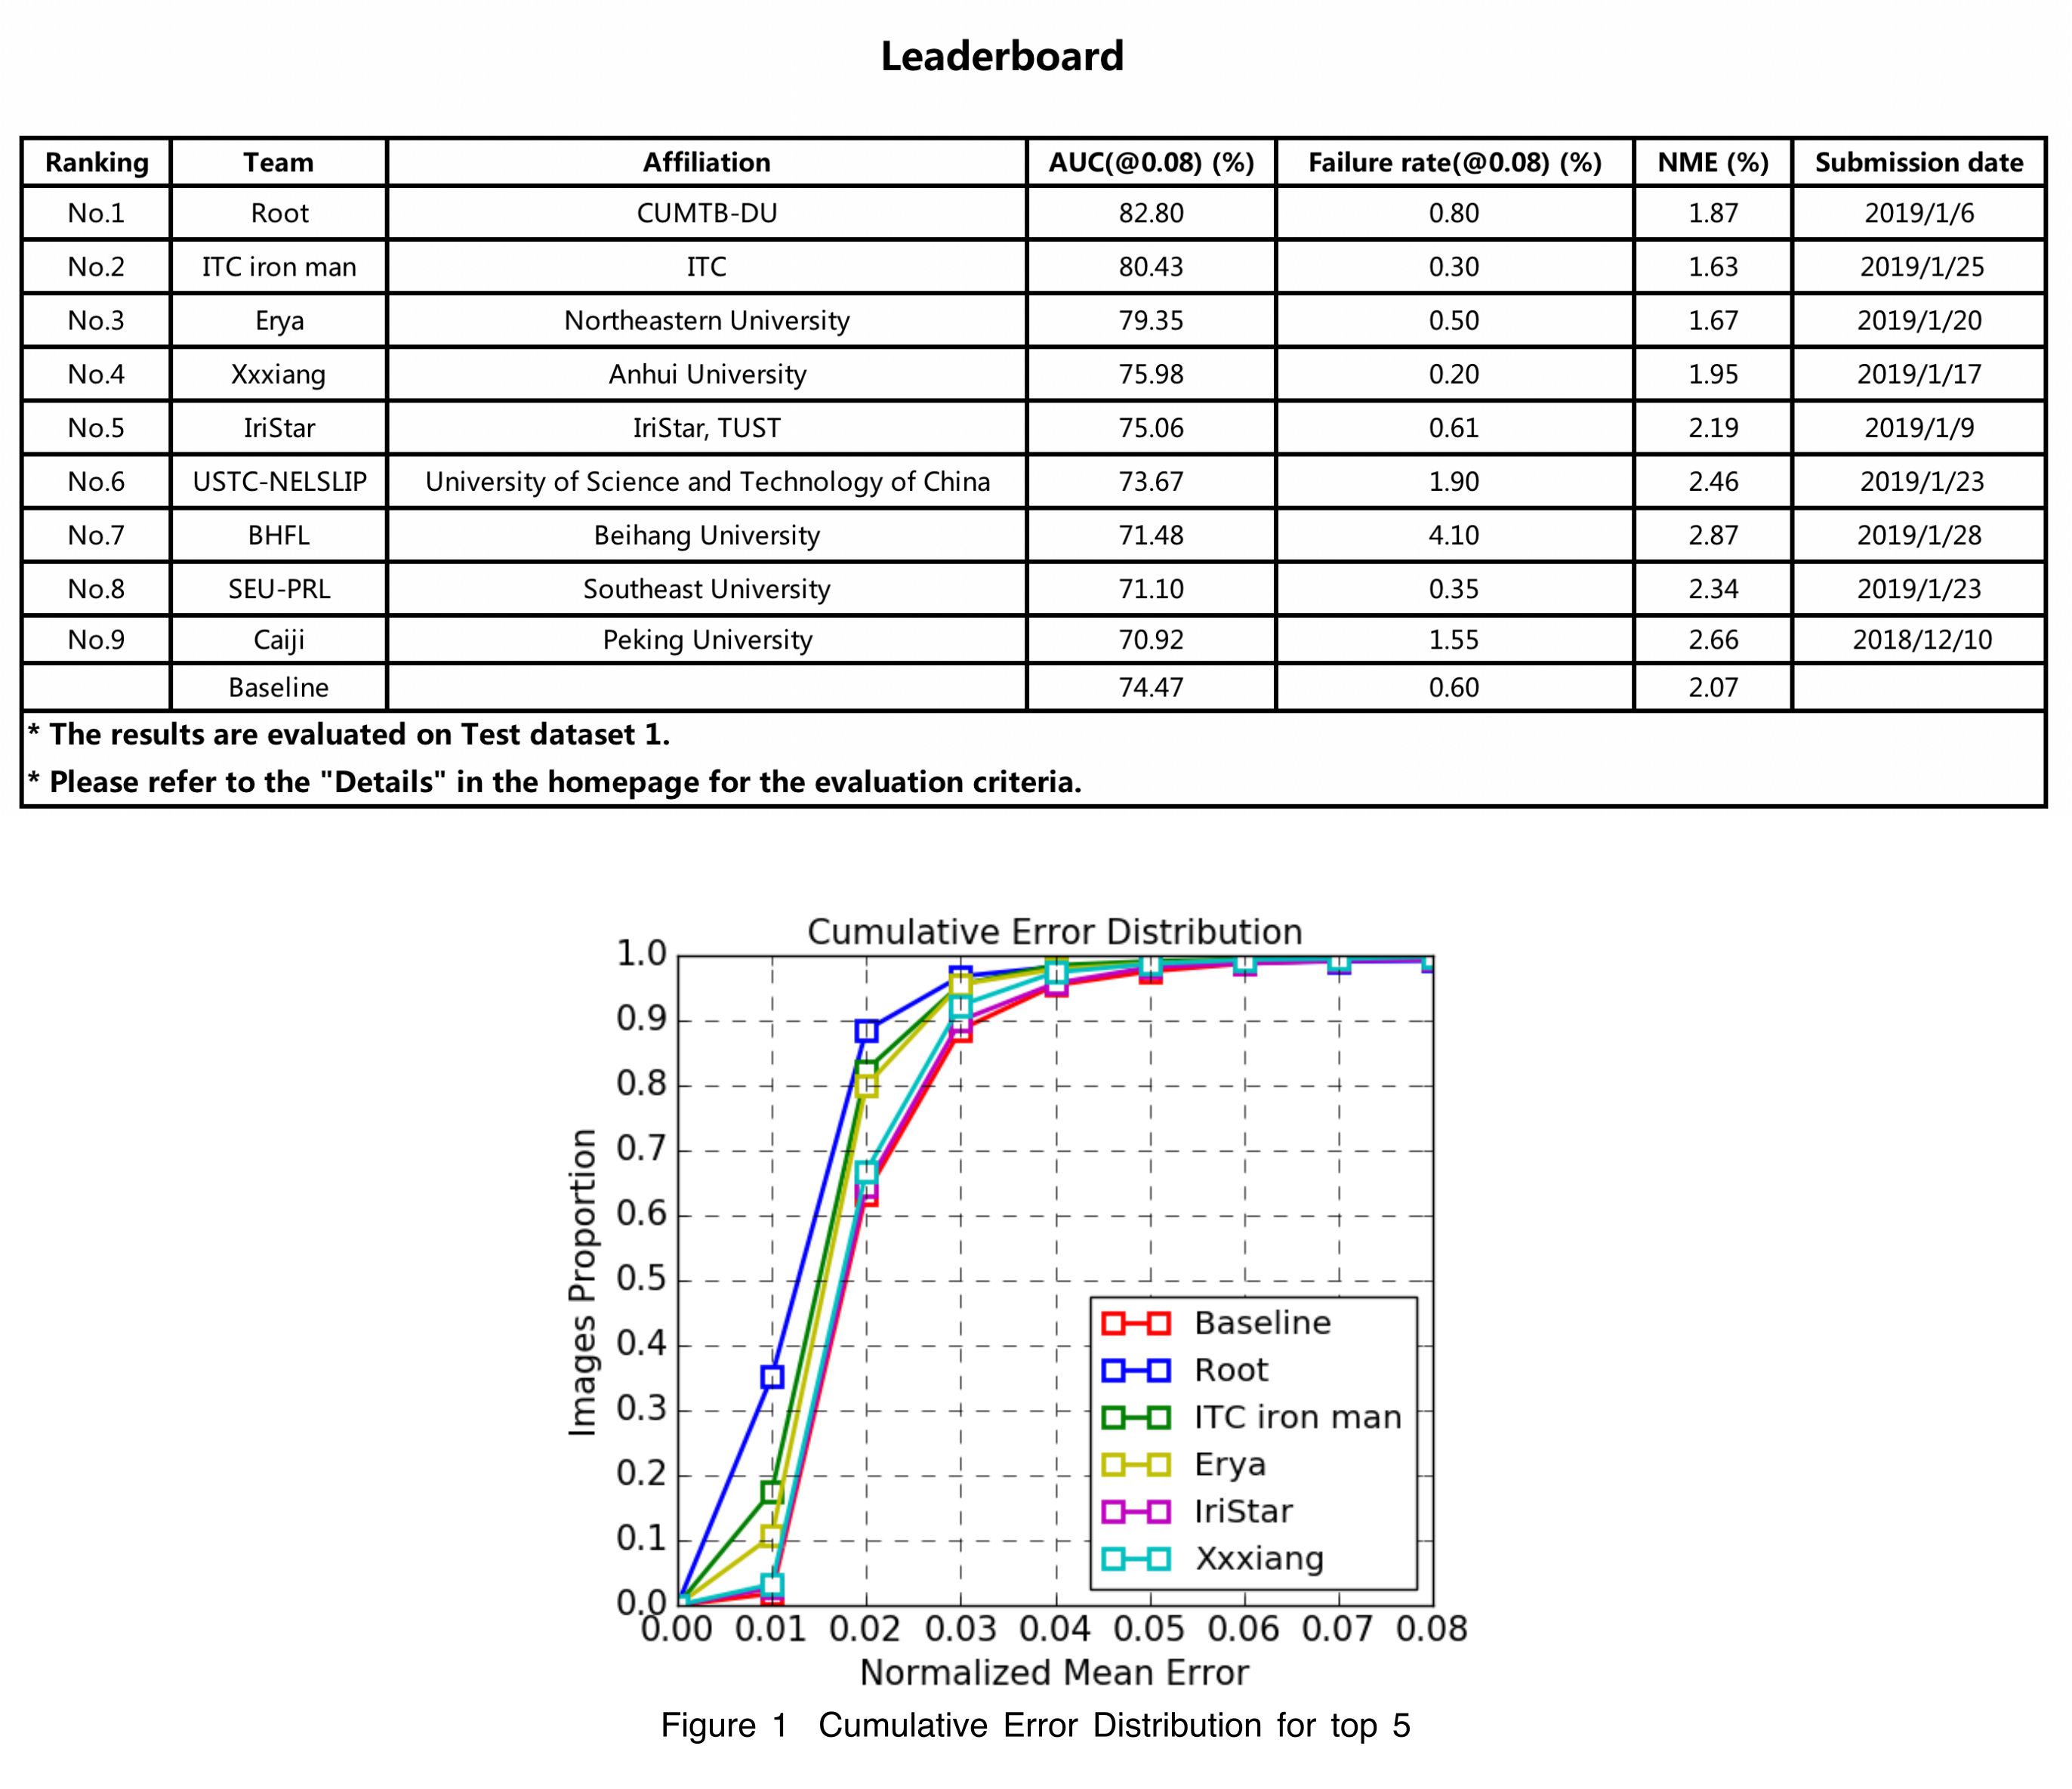 Leaderboard
Ranking Team Affiliation AUC(@0.08) (%) Failure rate(@0.08) (%) NME (%) Submission date
No.1 Root CUMTB-DU 82.80 0.80 1.87 2019/1/6
No.2 ITC iron man ITC 80.43 0.30 1.63 2019/1/25
No.3 Erya Northeastern University 79.35 0.50 1.67 2019/1/20
No.4 Xxxiang Anhui University 75.98 0.20 1.95 2019/1/17
No.5 IriStar IriStar, TUST 75.06 0.61 2.19 2019/1/9
No.6 USTC-NELSLIP University of Science and Technology of China 73.67 1.90 2.46 2019/1/23
No.7 BHFL Beihang University 71.48 4.10 2.87 2019/1/28
No.8 SEU-PRL Southeast University 71.10 0.35 2.34 2019/1/23
No.9 Caiji Peking University 70.92 1.55 2.66 2018/12/10
Baseline 74.47 0.60 2.07
* The results are evaluated on Test dataset 1.
* Please refer to the "Details" in the homepage for the evaluation criteria.
Cumulative Error Distribution
Images Proportion
1.0
0.9
0.8
0.7
0.6
0.5
0.4
0.3
0.2
0.1
0.0
Baseline
Root
ITC iron man
Erya
IriStar
Xxxiang
0.00 0.01 0.02 0.03 0.04 0.05 0.06 0.07 0.08
Normalized Mean Error
Figure 1 Cumulative Error Distribution for top 5